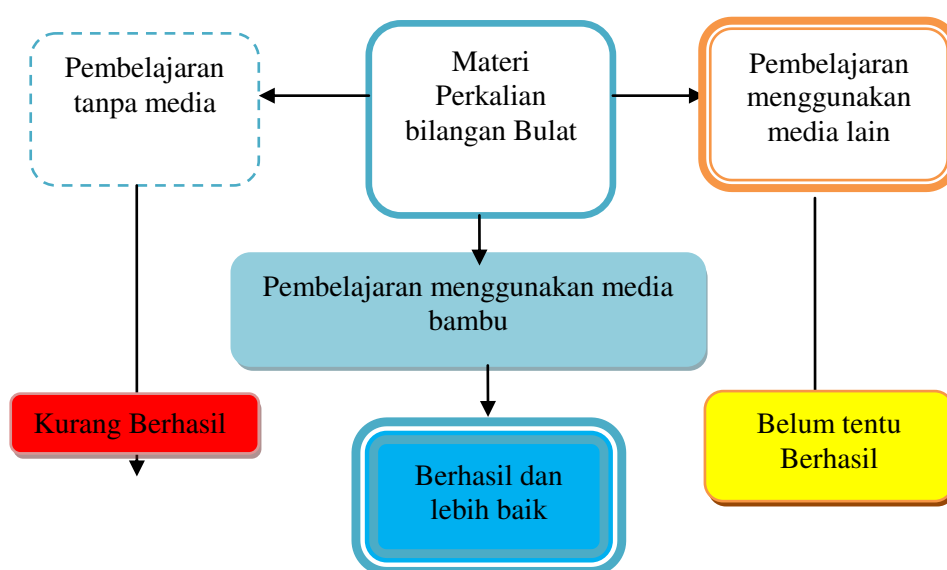 Pembelajaran
tanpa media
Materi
Perkalian
bilangan Bulat
Pembelajaran
menggunakan
media lain
Pembelajaran menggunakan media
bambu
Kurang Berhasil
Berhasil dan
lebih baik
Belum tentu
Berhasil